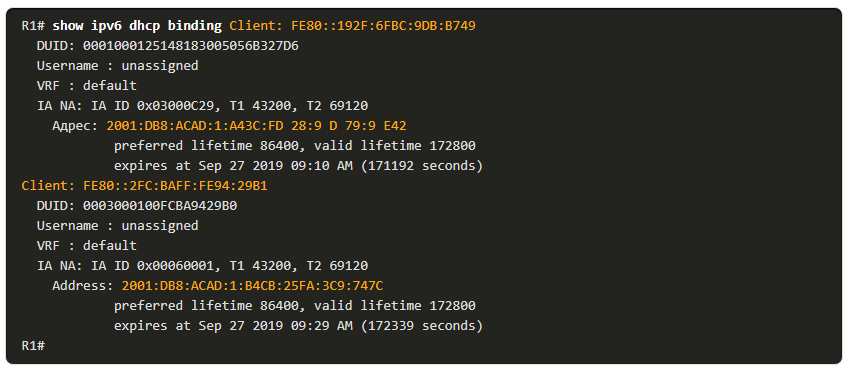 R1# show ipv6 dhcp binding Client: FE80::192F:6FBC:9DB:B749
DUID: 0001000125148183005056B327D6
Username : unassigned
VRF : default
IA NA: IA ID 0x03000C29, T1 43200, T2 69120
Адрес: 2001:DB8:ACAD:1:A43C:FD 28:9 D 79:9 E42
preferred lifetime 86400, valid lifetime 172800
expires at Sep 27 2019 09:10 AM (171192 seconds)
Client: FE80::2FC:BAFF:FE94:29B1
DUID: 0003000100FCBA9429B0
Username : unassigned
VRF : default
IA NA: IA ID 0x00060001, T1 43200, T2 69120
Address: 2001:DB8:ACAD:1:B4CB:25FA:3C9:747C
preferred lifetime 86400, valid lifetime 172800
expires at Sep 27 2019 09:29 AM (172339 seconds)
R1#